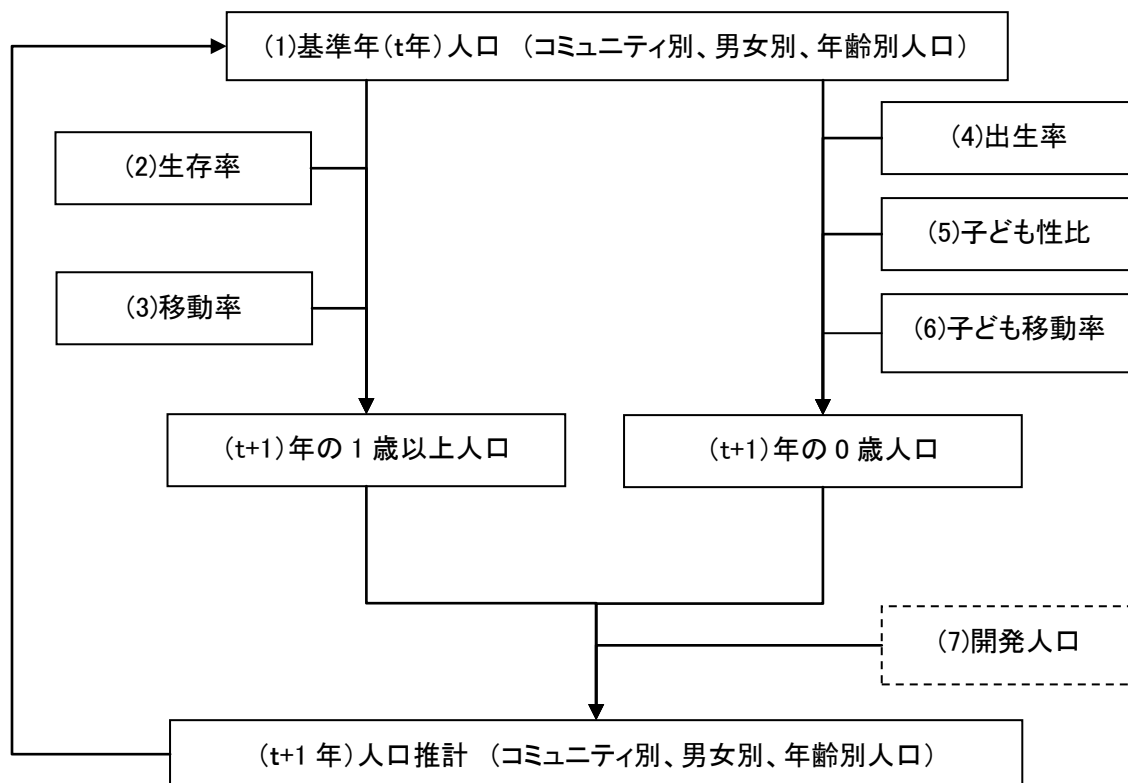 (1)基準年(t年)人口 (コミュニティ別、男女別、年齢別人口)
(2)生存率
(4)出生率
(5)子ども性比
(3)移動率
(6)子ども移動率
(t+1)年の1歳以上人口
(t+1)年の0歳人口
(7)開発人口
(t+1年)人口推計 (コミュニティ別、男女別、年齢別人口)